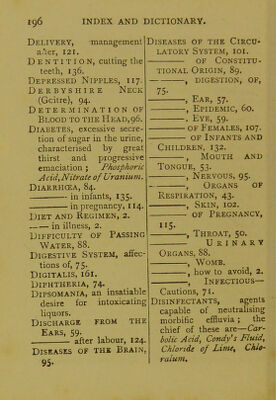 196 INDEX AND DICTIONARY.
DELIVERY, management
after, 121.
DENTITION, cutting the
teeth, 136.
DEPRESSED NIPPLES, 117.
DERBYSHIRE NECK
(Goitre), 94.
DETERMINATION OF
BLOOD TO THE HEAD, 96.
DIABETES, excessive secre-
tion of sugar in the urine,
characterised by great
thirst and progressive
emaciation; Phosphoric
Acid, Nitrate of Uranium.
DIARRHŒA, 84.
—— in infants, 135.
—— in pregnancy, 114.
DIET AND REGIMEN, 2.
—— in illness, 2.
DIFFICULTY OF PASSING
WATER, 88.
DIGESTIVE SYSTEM, affec-
tions of, 75.
DIGITALIS, 161.
DIPHTHERIA, 74.
DIPSOMANIA, an insatiable
desire for intoxicating
liquors.
DISCHARGE FROM THE
EARS, 59.
—— after labour, 124.
DISEASES OF THE BRAIN,
95.
DISEASES OF THE CIRCU-
LATORY SYSTEM, 101.
—— OF CONSTITU-
TIONAL ORIGIN, 89.
——, DIGESTION, OF,
75.
——, EAR, 57.
——, EPIDEMIC, 60.
——, EYE, 59.
—— OF FEMALES, 107.
—— OF INFANTS AND
CHILDREN, 132.
——, MOUTH AND
TONGUE, 53.
——, NERVOUS, 95.
——, ORGANS OF
RESPIRATION, 43.
——, SKIN, 102.
—— OF PREGNANCY,
115.
——, THROAT, 50.
——, URINARY
ORGANS, 88.
——, WOMB.
——, how to avoid, 2.
——, INFECTIOUS—
Cautions, 71.
DISINFECTANTS, agents
capable of neutralising
morbific effluvia; the
chief of these are—Car-
bolic Acid, Condy's Fluid,
Chloride of Lime, Chlo-
ralum.